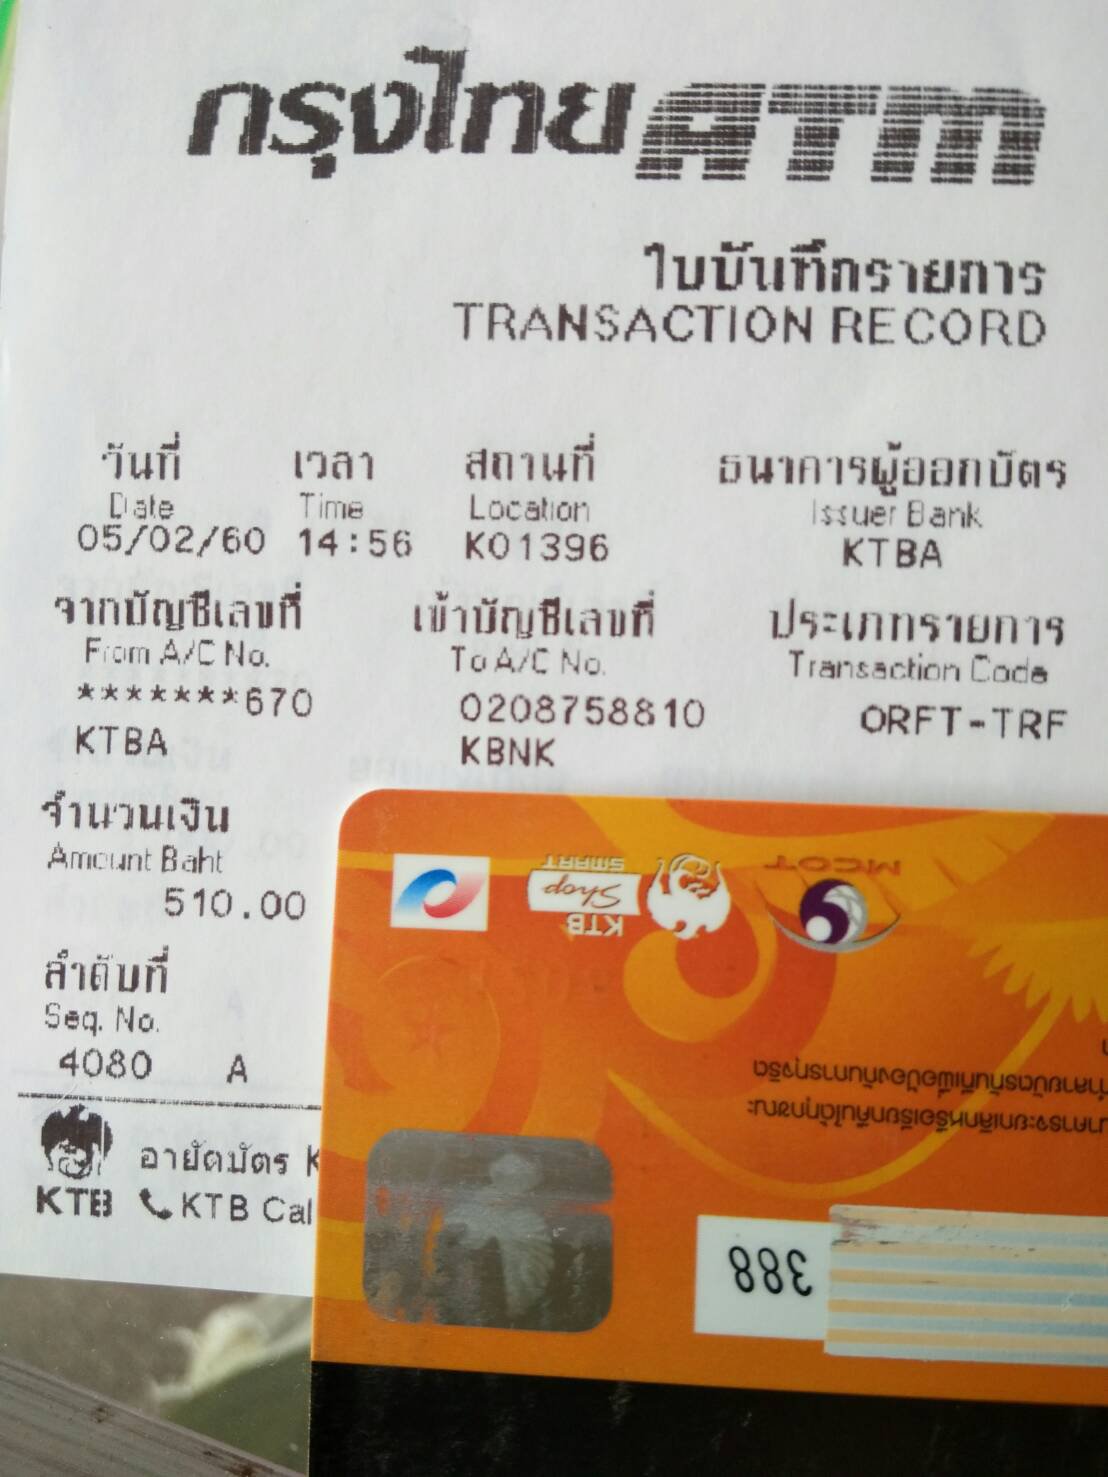 กรุงไทย ATM
ใบบันทึกรายการ
TRANSACTION RECORD
วันที่ เวลา สถานที่ ธนาคารผู้ออกบัตร
Date Time Location Issuer Bank
05/02/60 14:56 K01396 KTBA
จากบัญชีเลขที่ เข้าบัญชีเลขที่ ประเภทรายการ
From A/C No. To A/C No. Transaction Code
*******670 0208758810 ORFT-TRF
KTBA KBNK
จำนวนเงิน
Amount Baht
510.00
ลำดับที่
Seq. No.
4080 A
อายัดบัตร K
KTB KTB Cal
MCOT
KTB
Shop
SMART
388